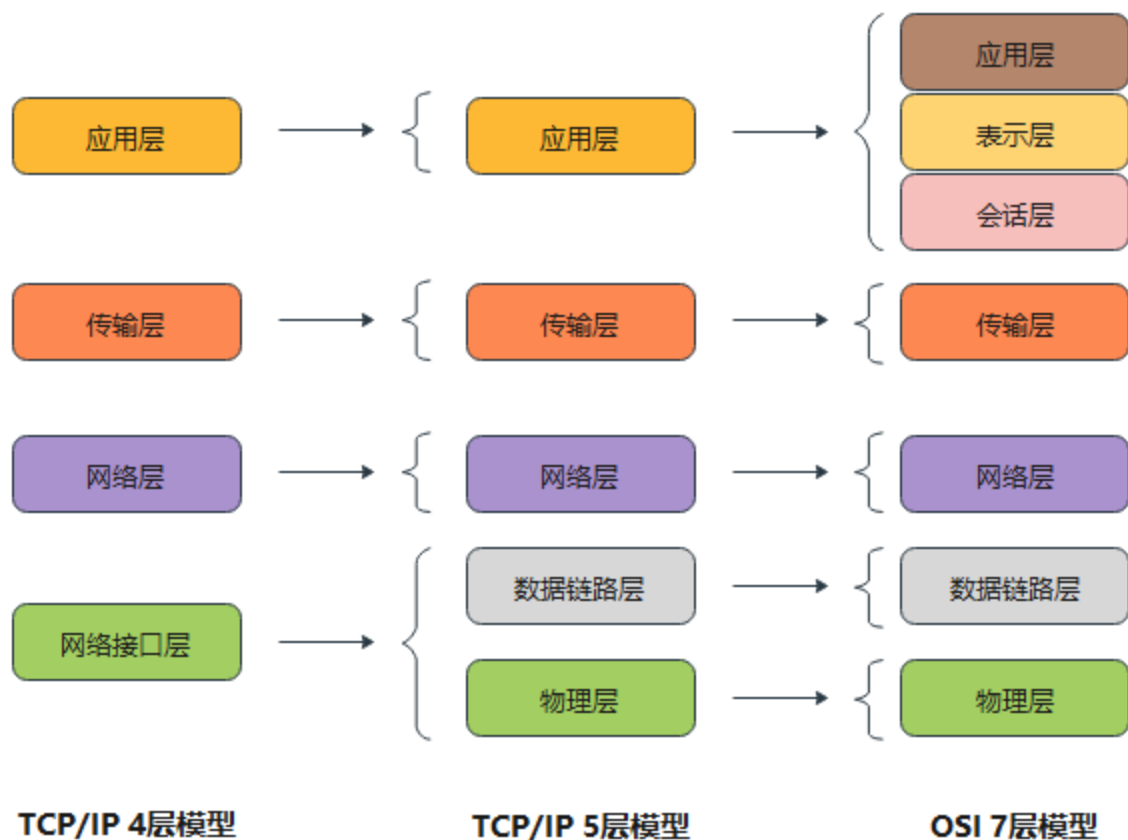 应用层
应用层
应用层
表示层
会话层
传输层
传输层
传输层
网络层
网络层
网络层
网络接口层
数据链路层
数据链路层
物理层
物理层
TCP/IP 4层模型
TCP/IP 5层模型
OSI 7层模型